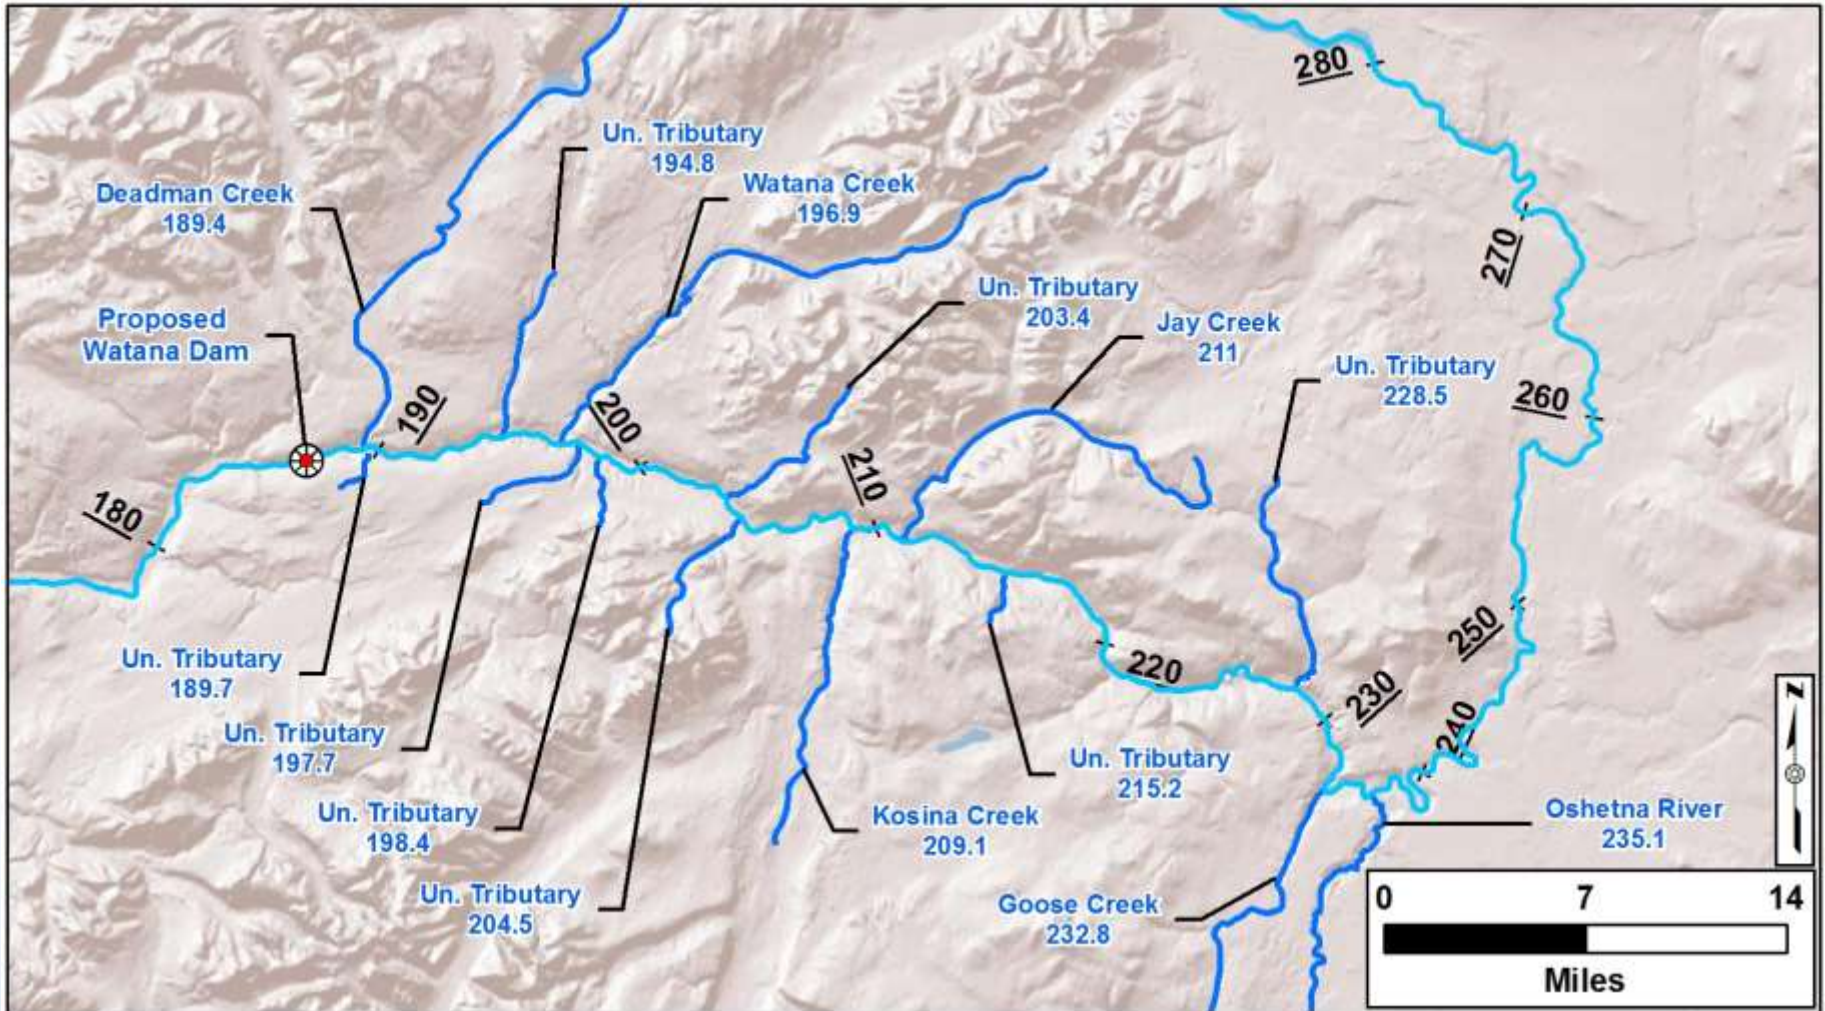 280
Un. Tributary
194.8
Deadman Creek
189.4
Watana Creek
196.9
270
Proposed
Watana Dam
Un. Tributary
203.4
Jay Creek
211
Un. Tributary
228.5
260
190
200
210
180
250
Un. Tributary
189.7
220
230
240
Un. Tributary
197.7
Un. Tributary
215.2
Un. Tributary
198.4
Kosina Creek
209.1
Oshetna River
235.1
Un. Tributary
204.5
Goose Creek
232.8
N
0 7 14
Miles